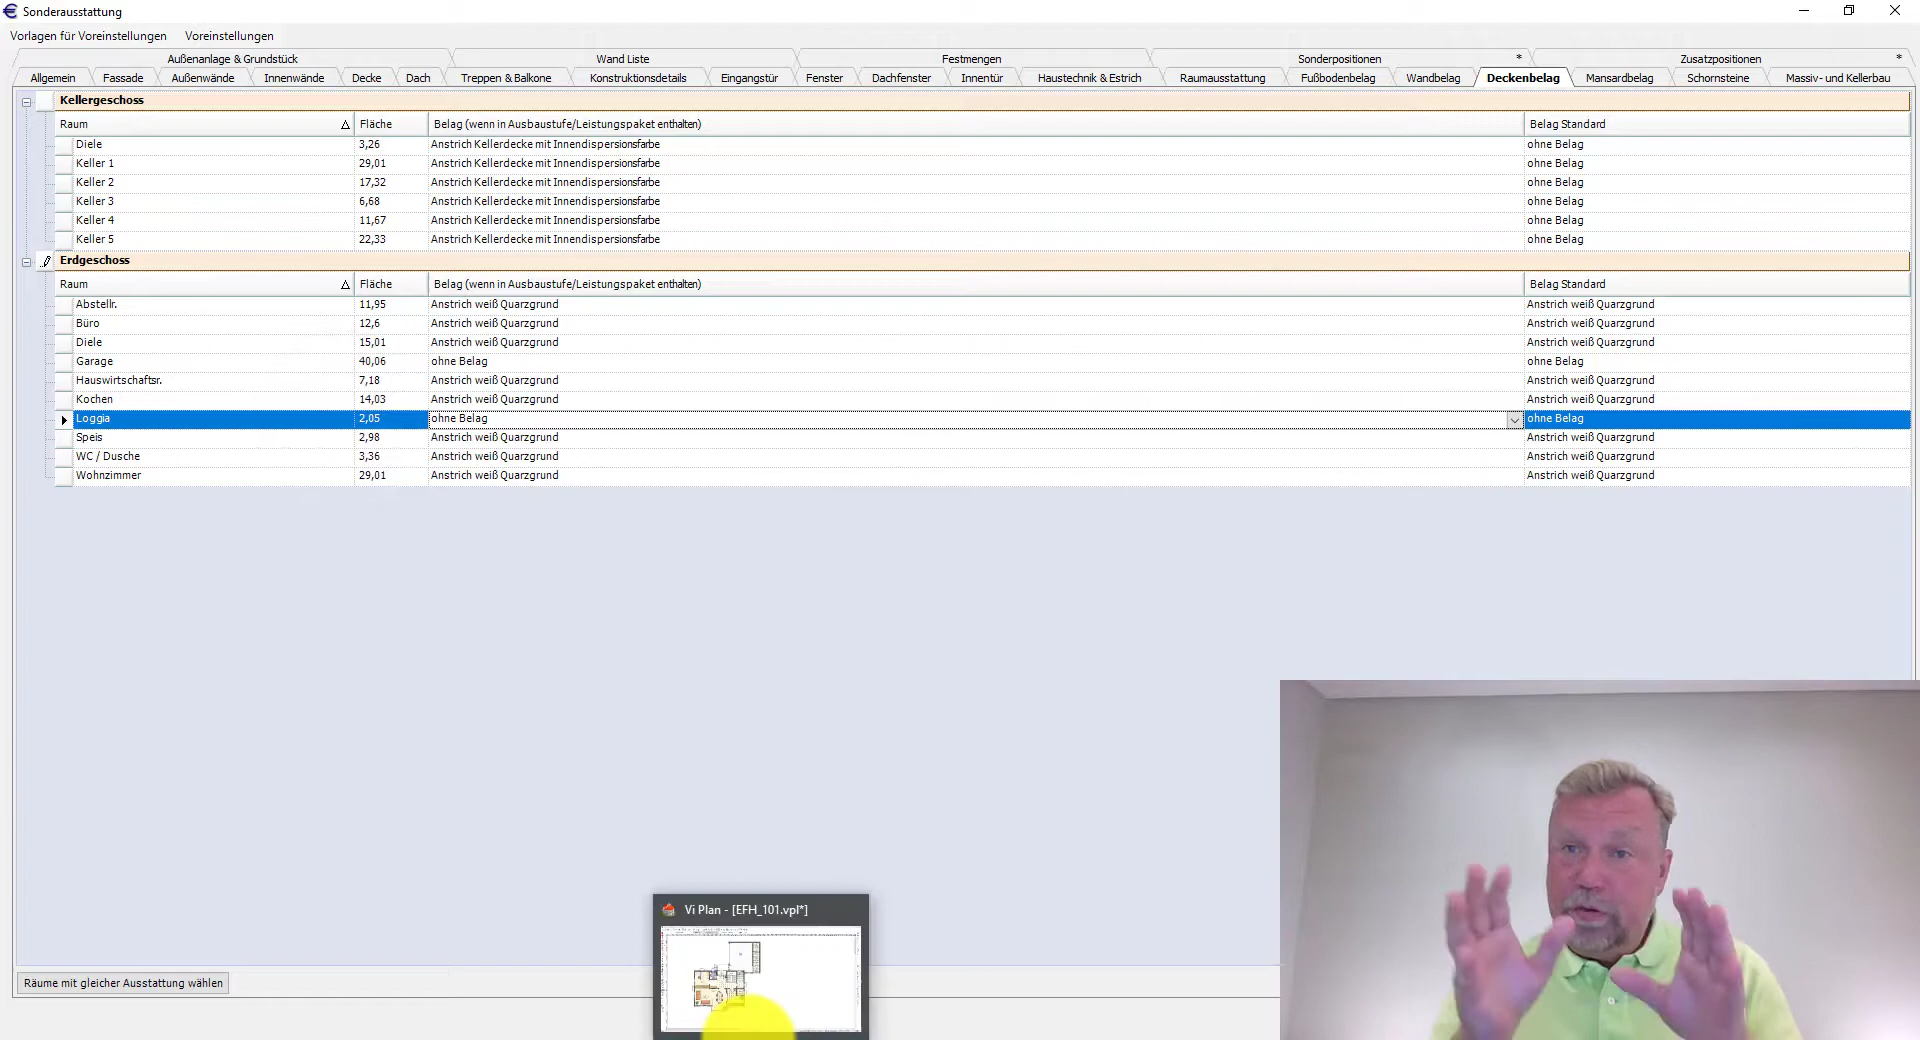 Sonderausstattung
Vorlagen für Voreinstellungen Voreinstellungen
Außenanlage & Grundstück Wand Liste Festmengen Sonderpositionen * Zusatzpositionen *
Allgemein Fassade Außenwände Innenwände Decke Dach Treppen & Balkone Konstruktionsdetails Eingangstür Fenster Dachfenster Innentür Haustechnik & Estrich Raumausstattung Fußbodenbelag Wandbelag Deckenbelag Mansardbelag Schornsteine Massiv- und Kellerbau
Kellergeschoss
Raum Fläche Belag (wenn in Ausbaustufe/Leistungspaket enthalten) Belag Standard
Diele 3,26 Anstrich Kellerdecke mit Innendispersionsfarbe ohne Belag
Keller 1 29,01 Anstrich Kellerdecke mit Innendispersionsfarbe ohne Belag
Keller 2 17,32 Anstrich Kellerdecke mit Innendispersionsfarbe ohne Belag
Keller 3 6,68 Anstrich Kellerdecke mit Innendispersionsfarbe ohne Belag
Keller 4 11,67 Anstrich Kellerdecke mit Innendispersionsfarbe ohne Belag
Keller 5 22,33 Anstrich Kellerdecke mit Innendispersionsfarbe ohne Belag
Erdgeschoss
Raum Fläche Belag (wenn in Ausbaustufe/Leistungspaket enthalten) Belag Standard
Abstellr. 11,95 Anstrich weiß Quarzgrund Anstrich weiß Quarzgrund
Büro 12,6 Anstrich weiß Quarzgrund Anstrich weiß Quarzgrund
Diele 15,01 Anstrich weiß Quarzgrund Anstrich weiß Quarzgrund
Garage 40,06 ohne Belag ohne Belag
Hauswirtschaftsr. 7,18 Anstrich weiß Quarzgrund Anstrich weiß Quarzgrund
Kochen 14,03 Anstrich weiß Quarzgrund Anstrich weiß Quarzgrund
Loggia 2,05 ohne Belag ohne Belag
Speis 2,98 Anstrich weiß Quarzgrund Anstrich weiß Quarzgrund
WC / Dusche 3,36 Anstrich weiß Quarzgrund Anstrich weiß Quarzgrund
Wohnzimmer 29,01 Anstrich weiß Quarzgrund Anstrich weiß Quarzgrund
Vi Plan - [EFH_101.vpl*]
Räume mit gleicher Ausstattung wählen